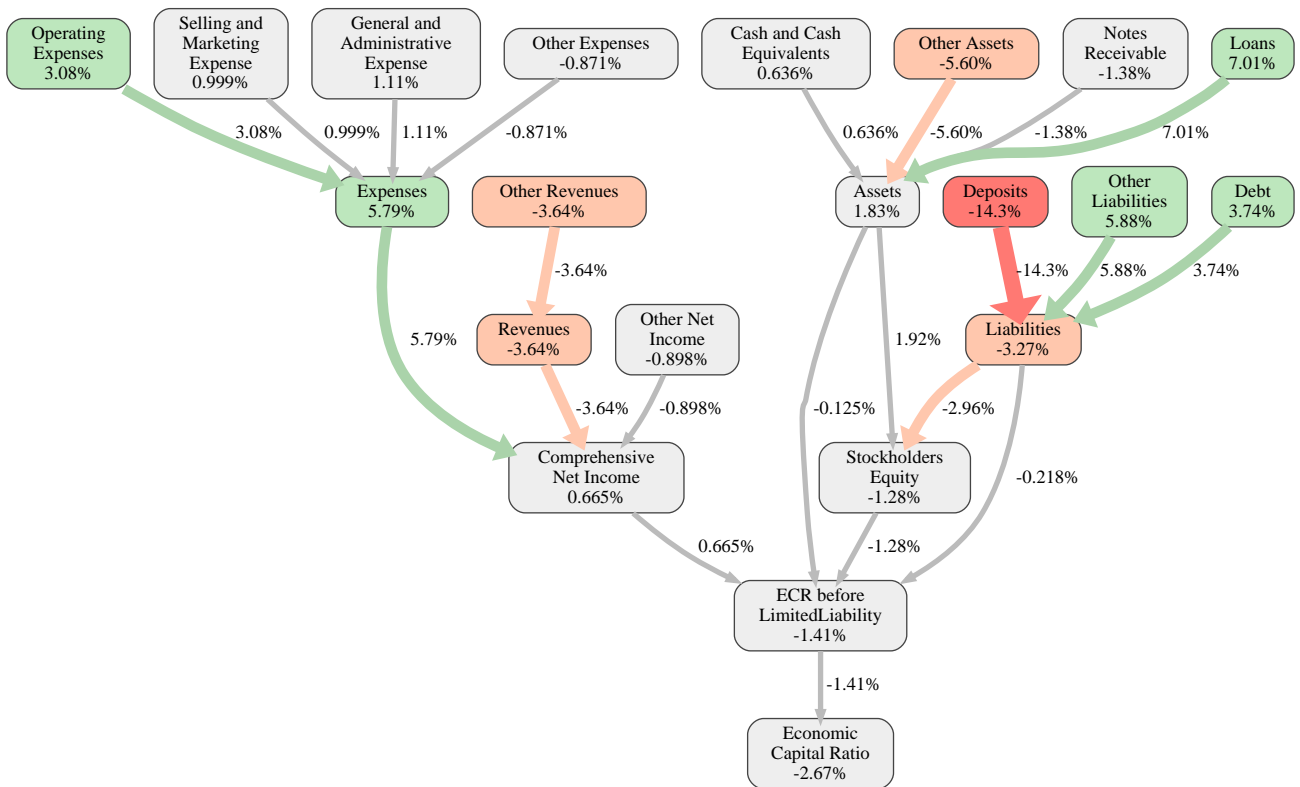 Operating
Expenses
3.08%
Selling and
Marketing
Expense
0.999%
General and
Administrative
Expense
1.11%
Other Expenses
-0.871%
Cash and Cash
Equivalents
0.636%
Other Assets
-5.60%
Notes
Receivable
-1.38%
Loans
7.01%
3.08%
0.999%
1.11%
-0.871%
0.636%
-5.60%
-1.38%
7.01%
Expenses
5.79%
Other Revenues
-3.64%
Assets
1.83%
Deposits
-14.3%
Other
Liabilities
5.88%
Debt
3.74%
-3.64%
-14.3%
5.88%
3.74%
Revenues
-3.64%
Other Net
Income
-0.898%
Liabilities
-3.27%
5.79%
1.92%
-3.64%
-0.898%
-0.125%
-2.96%
-0.218%
Comprehensive
Net Income
0.665%
Stockholders
Equity
-1.28%
0.665%
-1.28%
ECR before
LimitedLiability
-1.41%
-1.41%
Economic
Capital Ratio
-2.67%